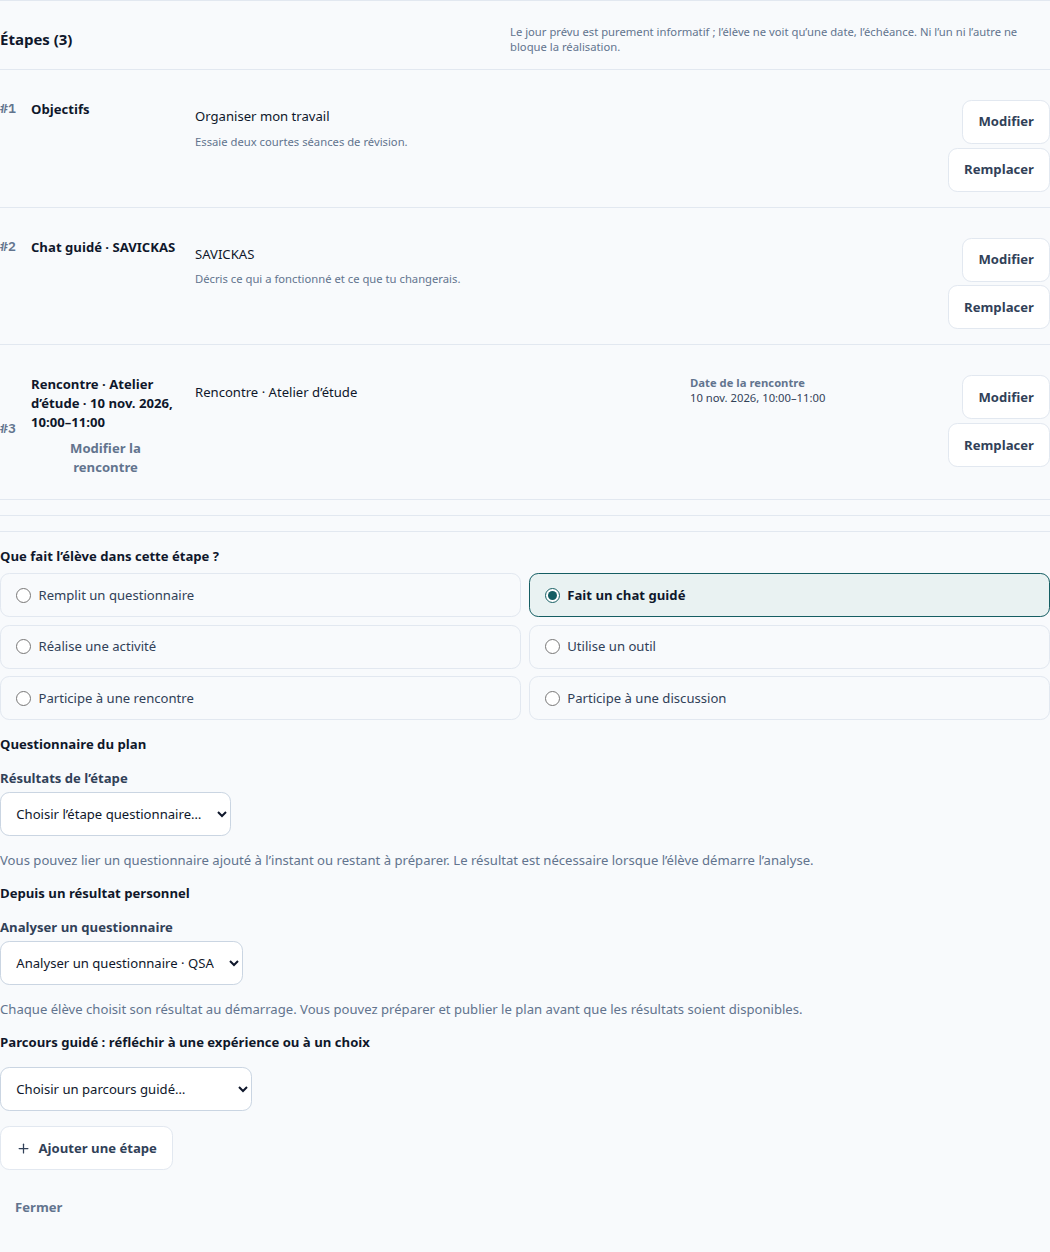 Étapes (3)
Le jour prévu est purement informatif ; l’élève ne voit qu’une date, l’échéance. Ni l’un ni l’autre ne
bloque la réalisation.
#1
Objectifs
Organiser mon travail
Essaie deux courtes séances de révision.
Modifier
Remplacer
#2
Chat guidé · SAVICKAS
SAVICKAS
Décris ce qui a fonctionné et ce que tu changerais.
Modifier
Remplacer
#3
Rencontre · Atelier
d’étude · 10 nov. 2026,
10:00–11:00
Modifier la
rencontre
Rencontre · Atelier d’étude
Date de la rencontre
10 nov. 2026, 10:00–11:00
Modifier
Remplacer
Que fait l’élève dans cette étape ?
Remplit un questionnaire
Fait un chat guidé
Réalise une activité
Utilise un outil
Participe à une rencontre
Participe à une discussion
Questionnaire du plan
Résultats de l’étape
Choisir l’étape questionnaire…
Vous pouvez lier un questionnaire ajouté à l’instant ou restant à préparer. Le résultat est nécessaire lorsque l’élève démarre l’analyse.
Depuis un résultat personnel
Analyser un questionnaire
Analyser un questionnaire · QSA
Chaque élève choisit son résultat au démarrage. Vous pouvez préparer et publier le plan avant que les résultats soient disponibles.
Parcours guidé : réfléchir à une expérience ou à un choix
Choisir un parcours guidé…
+ Ajouter une étape
Fermer